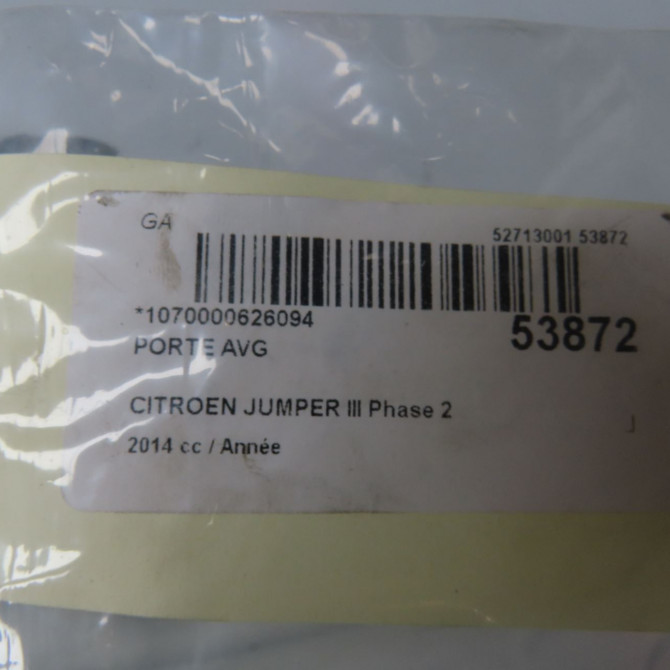 GA
52713001 53872
*1070000626094
53872
PORTE AVG
CITROEN JUMPER III Phase 2
2014 cc / Année